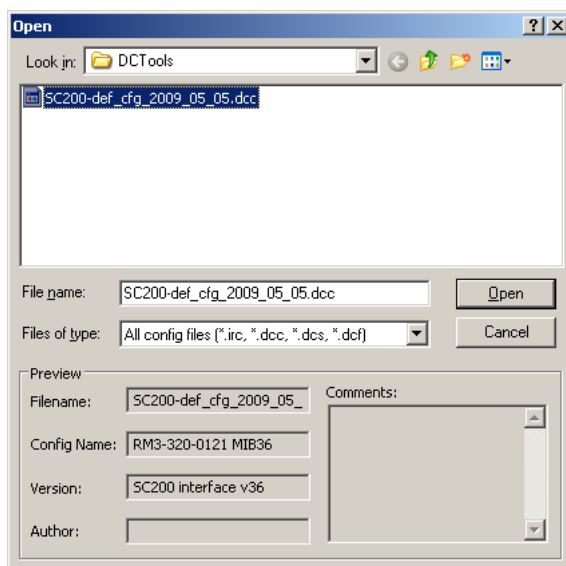 Open
Look in: DCTools
SC200-def_cfg_2009_05_05.dcc
File name: SC200-def_cfg_2009_05_05.dcc Open
Files of type: All config files (*.irc, *.dcc, *.dcs, *.dcf) Cancel
Preview
Filename: SC200-def_cfg_2009_05_ Comments:
Config Name: RM3-320-0121 MIB36
Version: SC200 interface v36
Author: